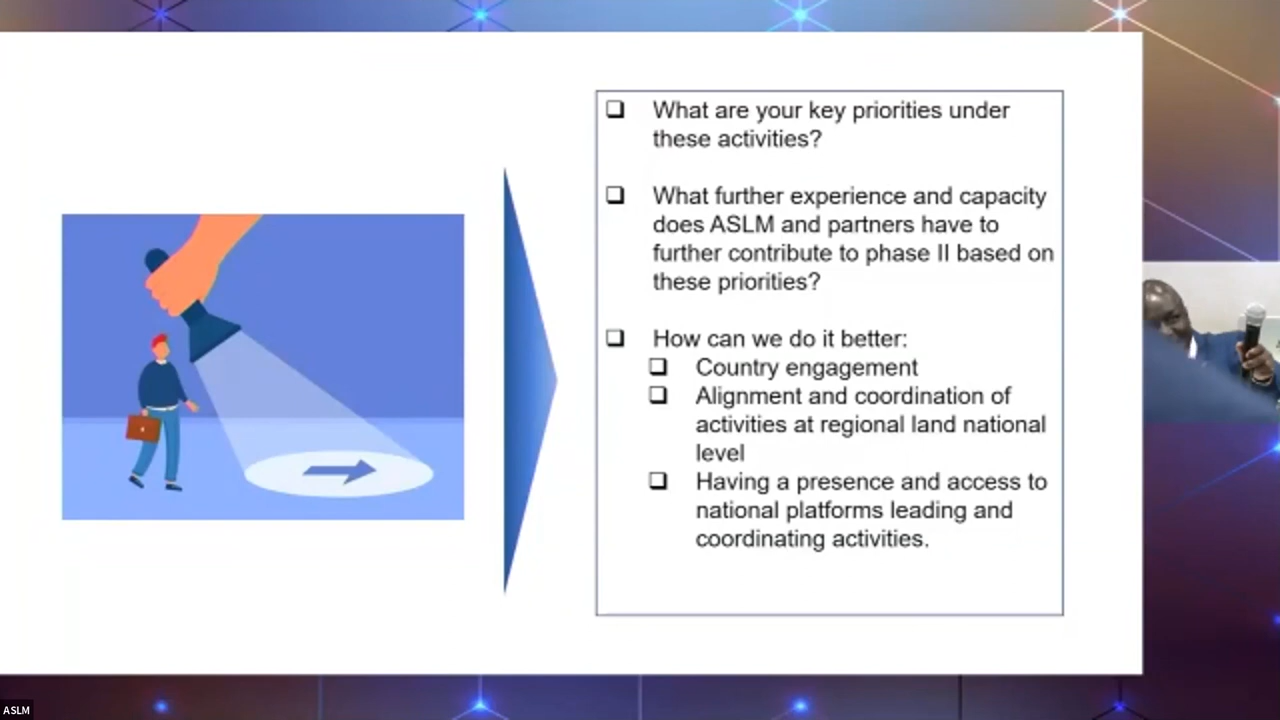 ❑ What are your key priorities under
these activities?
❑ What further experience and capacity
does ASLM and partners have to
further contribute to phase II based on
these priorities?
❑ How can we do it better:
❑ Country engagement
❑ Alignment and coordination of
activities at regional land national
level
❑ Having a presence and access to
national platforms leading and
coordinating activities.
ASLM